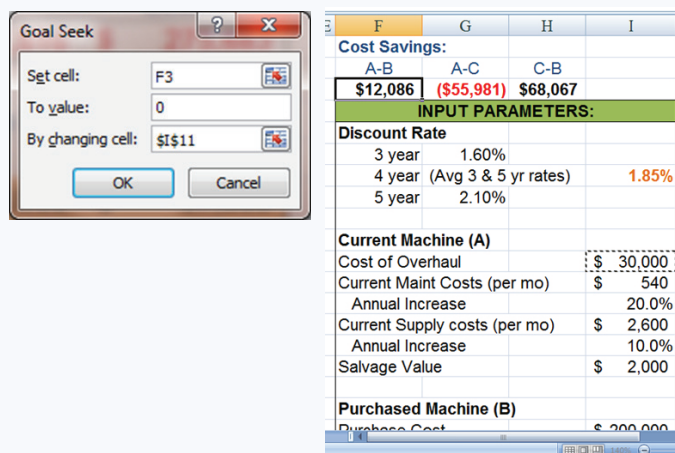 Goal Seek
Set cell: F3
To value: 0
By changing cell: $I$11
OK Cancel
E F G H I
Cost Savings:
A-B A-C C-B
$12,086 ($55,981) $68,067
INPUT PARAMETERS:
Discount Rate
3 year 1.60%
4 year (Avg 3 & 5 yr rates) 1.85%
5 year 2.10%
Current Machine (A)
Cost of Overhaul $ 30,000
Current Maint Costs (per mo) $ 540
Annual Increase 20.0%
Current Supply costs (per mo) $ 2,600
Annual Increase 10.0%
Salvage Value $ 2,000
Purchased Machine (B)
Purchase Cost $ 200,000